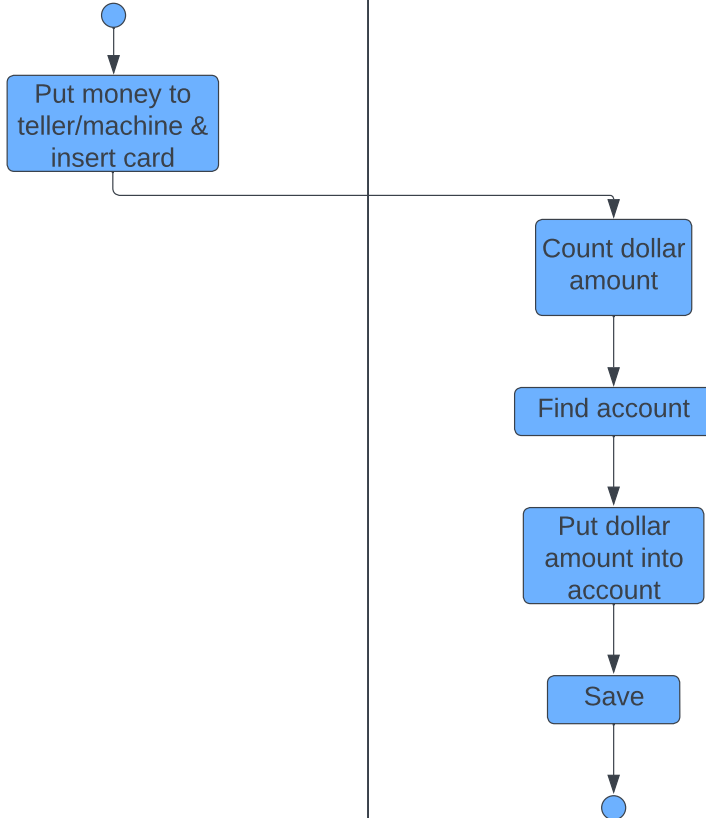 Put money to
teller/machine &
insert card
Count dollar
amount
Find account
Put dollar
amount into
account
Save